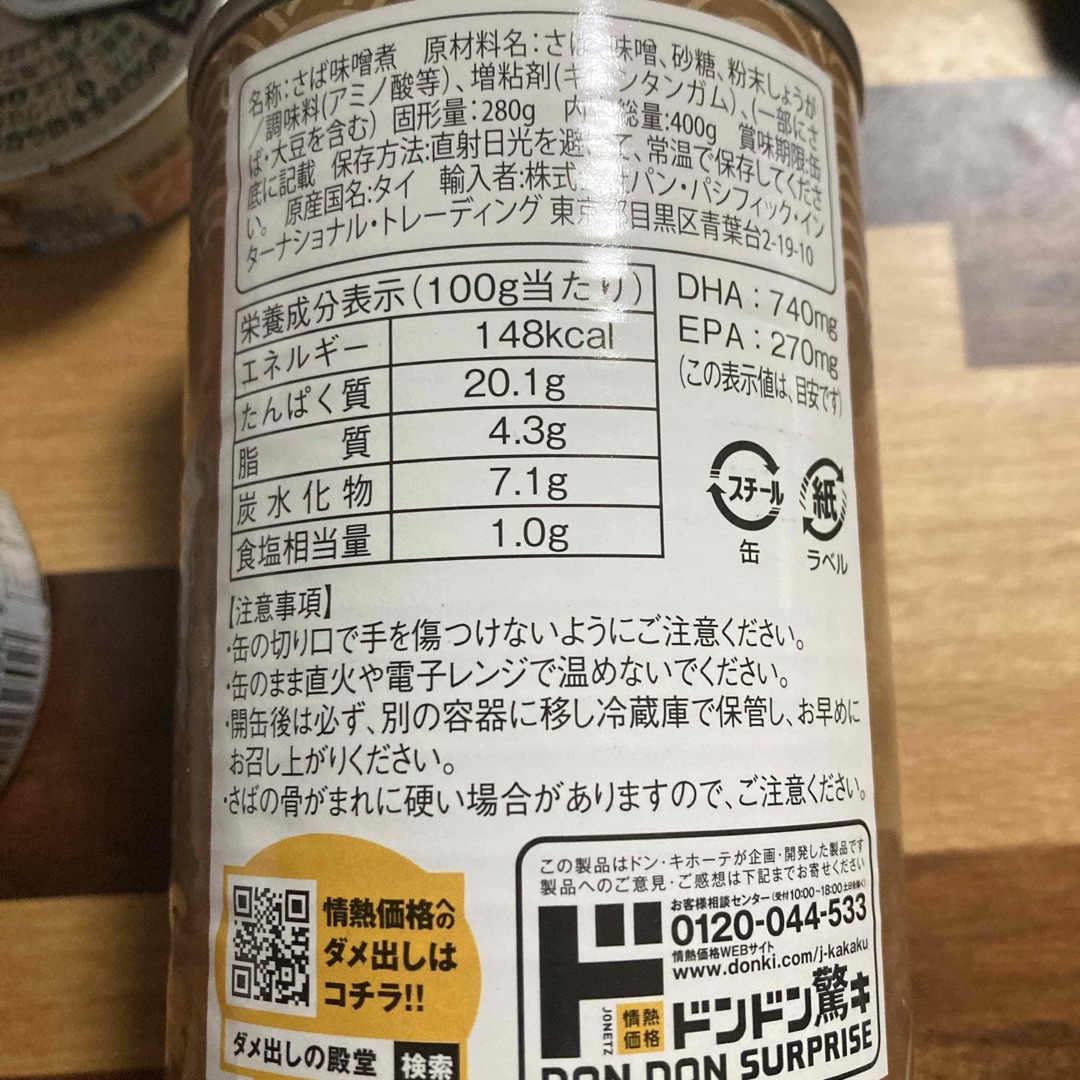 名称:さば味噌煮 原材料名:さば、味噌、砂糖、粉末しょうが
/調味料(アミノ酸等)、増粘剤(キ タンガム)、(一部にさ
ば・大豆を含む) 固形量:280g 内 総量:400g 賞味期限:缶
底に記載 保存方法:直射日光を避 て、常温で保存してくださ
い。 原産国名:タイ 輸入者:株式 パン・パシフィック・イン
ターナショナル・トレーディング 東京都目黒区青葉台2-19-10
栄養成分表示(100g当たり)
エネルギー 148kcal
たんぱく質 20.1g
脂質 4.3g
炭水化物 7.1g
食塩相当量 1.0g
DHA:740mg
EPA:270mg
(この表示値は、目安です)
スチール
缶
紙
ラベル
【注意事項】
・缶の切り口で手を傷つけないようにご注意ください。
・缶のまま直火や電子レンジで温めないでください。
・開缶後は必ず、別の容器に移し冷蔵庫で保管し、お早めに
お召し上がりください。
・さばの骨がまれに硬い場合がありますので、ご注意ください。
情熱価格への
ダメ出しは
コチラ!!
ダメ出しの殿堂 検索
この製品はドン・キホーテが企画・開発した製品です
製品へのご意見・ご感想は下記までお寄せください
お客様相談センター(受付10:00~18:00土日を除く)
0120-044-533
情熱価格WEBサイト
www.donki.com/j-kakaku
ド
JONETZ
情熱
価格
ドンドン驚キ
DON DON SURPRISE